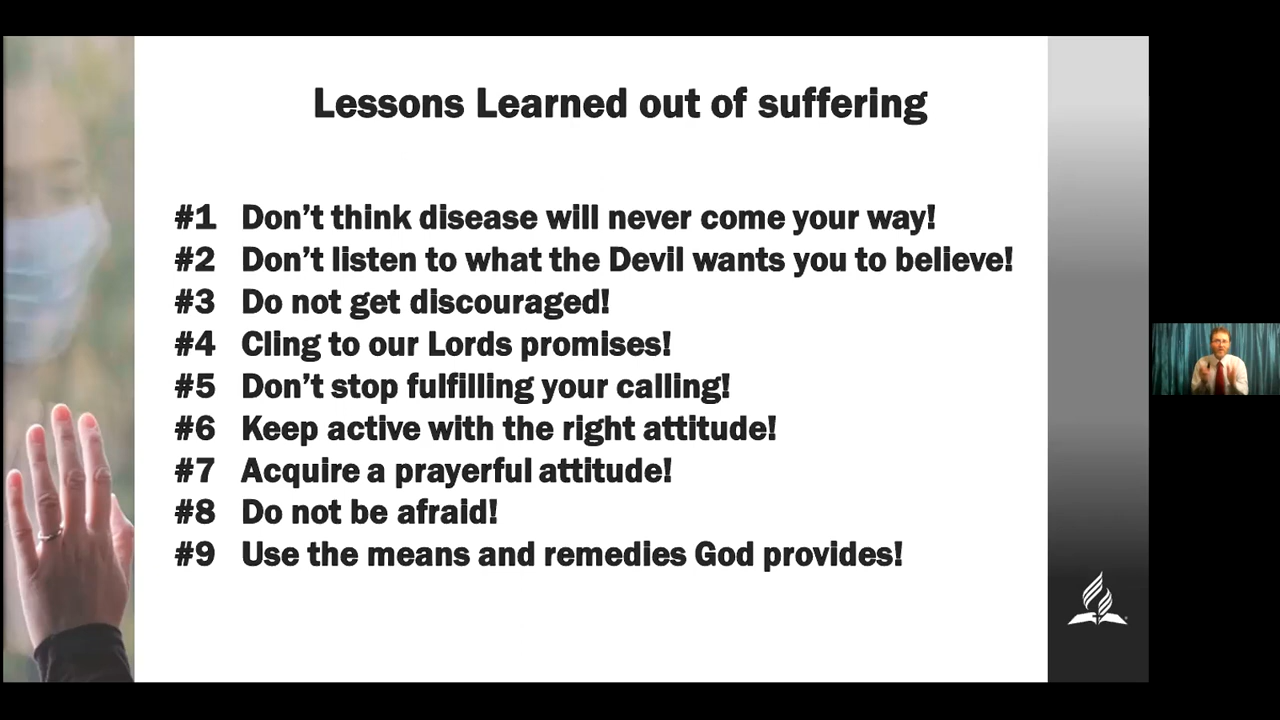 Lessons Learned out of suffering
#1 Don't think disease will never come your way!
#2 Don't listen to what the Devil wants you to believe!
#3 Do not get discouraged!
#4 Cling to our Lords promises!
#5 Don't stop fulfilling your calling!
#6 Keep active with the right attitude!
#7 Acquire a prayerful attitude!
#8 Do not be afraid!
#9 Use the means and remedies God provides!